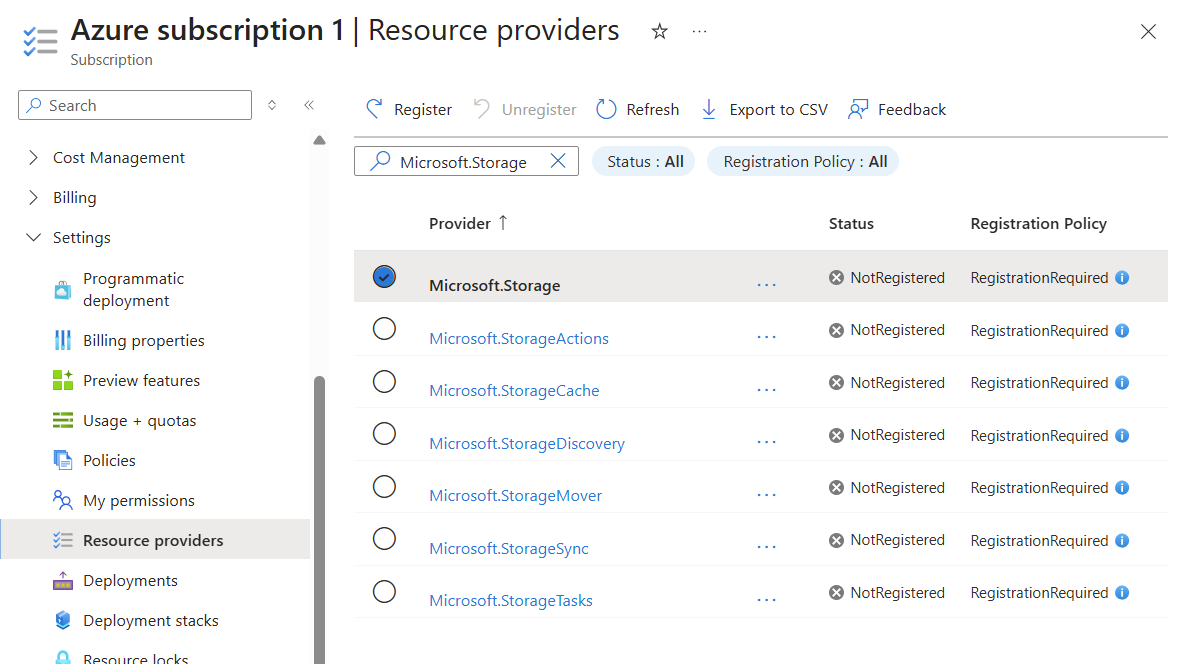 Azure subscription 1 | Resource providers
Subscription
Search
Cost Management
Billing
Settings
Programmatic
deployment
Billing properties
Preview features
Usage + quotas
Policies
My permissions
Resource providers
Deployments
Deployment stacks
Resource locks
Register Unregister Refresh Export to CSV Feedback
Microsoft.Storage Status : All Registration Policy : All
Provider ↑ Status Registration Policy
Microsoft.Storage ... NotRegistered RegistrationRequired
Microsoft.StorageActions ... NotRegistered RegistrationRequired
Microsoft.StorageCache ... NotRegistered RegistrationRequired
Microsoft.StorageDiscovery ... NotRegistered RegistrationRequired
Microsoft.StorageMover ... NotRegistered RegistrationRequired
Microsoft.StorageSync ... NotRegistered RegistrationRequired
Microsoft.StorageTasks ... NotRegistered RegistrationRequired